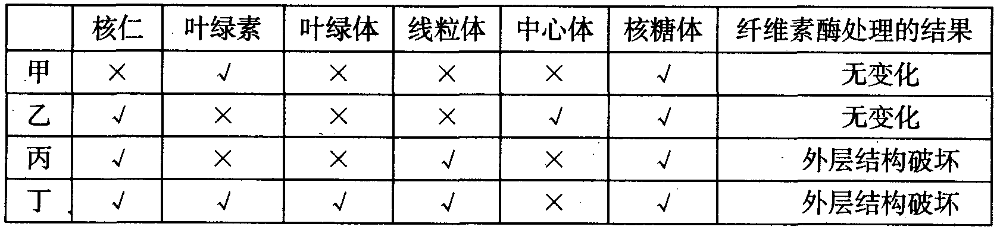 核仁 叶绿素 叶绿体 线粒体 中心体 核糖体 纤维素酶处理的结果
甲 × √ × × × √ 无变化
乙 √ × × × √ √ 无变化
丙 √ × × √ × √ 外层结构破坏
丁 √ √ √ √ × √ 外层结构破坏